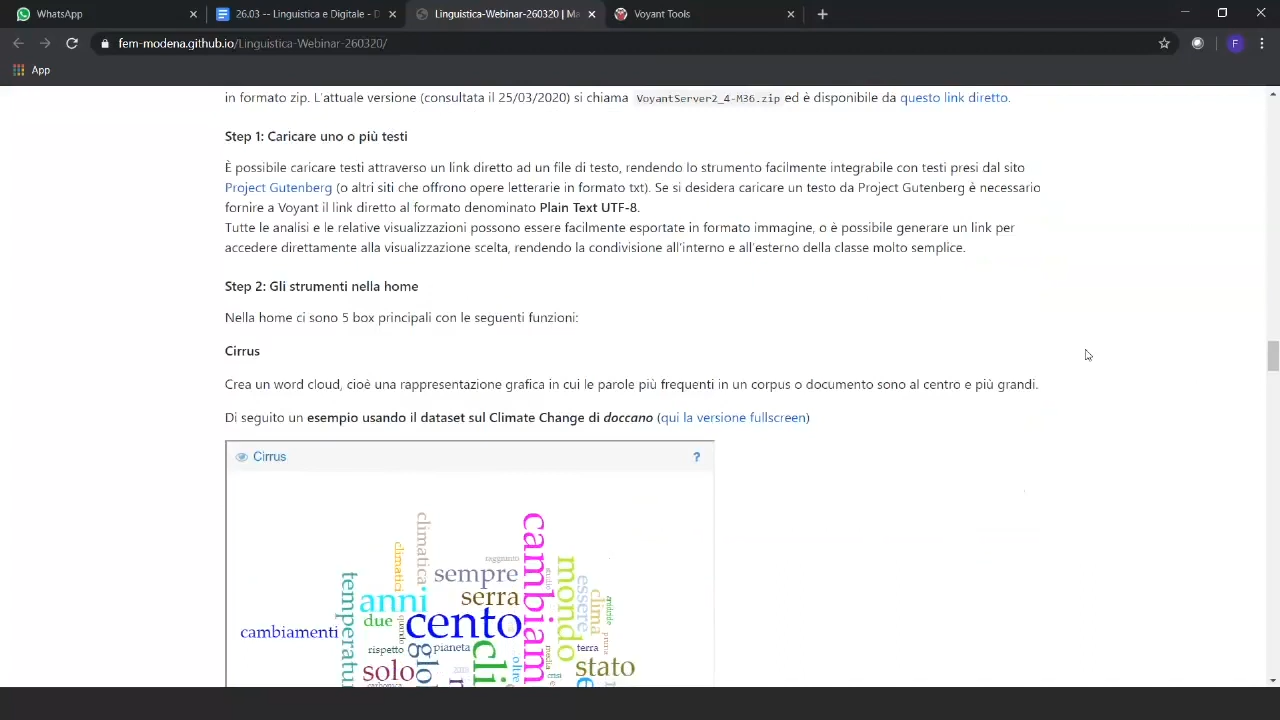 WhatsApp
26.03 -- Linguistica e Digitale - D
Linguistica-Webinar-260320 | Ma
Voyant Tools
fem-modena.github.io/Linguistica-Webinar-260320/
F
App
in formato zip. L'attuale versione (consultata il 25/03/2020) si chiama VoyantServer2_4-M36.zip ed è disponibile da questo link diretto.
Step 1: Caricare uno o più testi
È possibile caricare testi attraverso un link diretto ad un file di testo, rendendo lo strumento facilmente integrabile con testi presi dal sito
Project Gutenberg (o altri siti che offrono opere letterarie in formato txt). Se si desidera caricare un testo da Project Gutenberg è necessario
fornire a Voyant il link diretto al formato denominato Plain Text UTF-8.
Tutte le analisi e le relative visualizzazioni possono essere facilmente esportate in formato immagine, o è possibile generare un link per
accedere direttamente alla visualizzazione scelta, rendendo la condivisione all'interno e all'esterno della classe molto semplice.
Step 2: Gli strumenti nella home
Nella home ci sono 5 box principali con le seguenti funzioni:
Cirrus
Crea un word cloud, cioè una rappresentazione grafica in cui le parole più frequenti in un corpus o documento sono al centro e più grandi.
Di seguito un esempio usando il dataset sul Climate Change di doccano (qui la versione fullscreen)
Cirrus
?
climatica
cambiam
climatici
raggiunto
sempre
mondo
essere
temperatu
anni
serra
clima
due
cento
quando
cambiamenti
rispetto
glo
pianeta
cli
terra
oltre
solo
stato